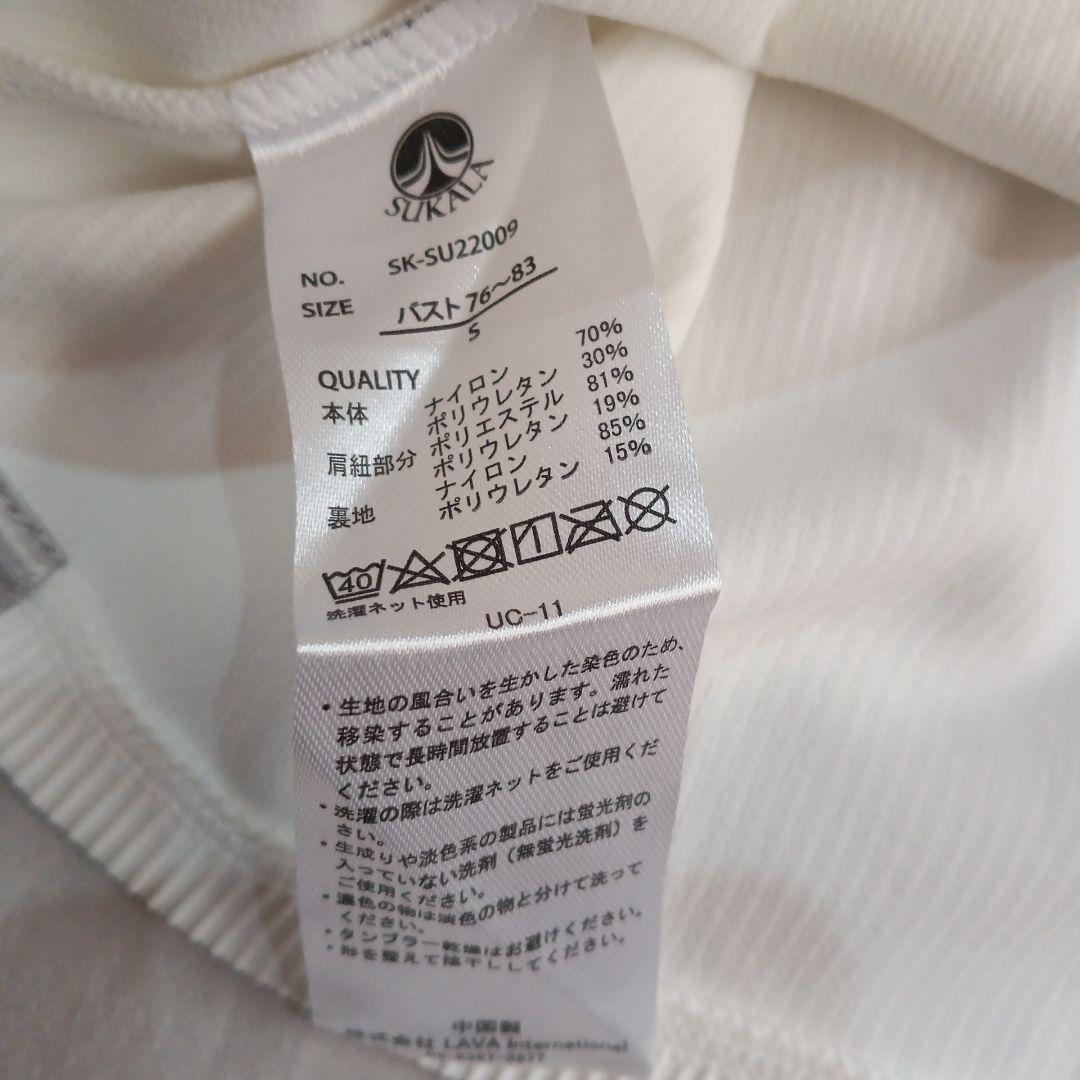 SUKALA
NO. SK-SU22009
SIZE バスト 76～83
S
QUALITY
本体 ナイロン 70%
ポリウレタン 30%
肩紐部分 ポリエステル 81%
ポリウレタン 19%
裏地 ナイロン 85%
ポリウレタン 15%
40
洗濯ネット使用
UC-11
・生地の風合いを生かした染色のため、
移染することがあります。濡れた
状態で長時間放置することは避けて
ください。
・洗濯の際は洗濯ネットをご使用くだ
さい。
・生成りや淡色系の製品には蛍光剤の
入っていない洗剤（無蛍光洗剤）を
ご使用ください。
・濃色の物は淡色の物と分けて洗って
ください。
・タンブラー乾燥はお避けください。
・形を整えて陰干ししてください。
中国製
株式会社 LAVA International